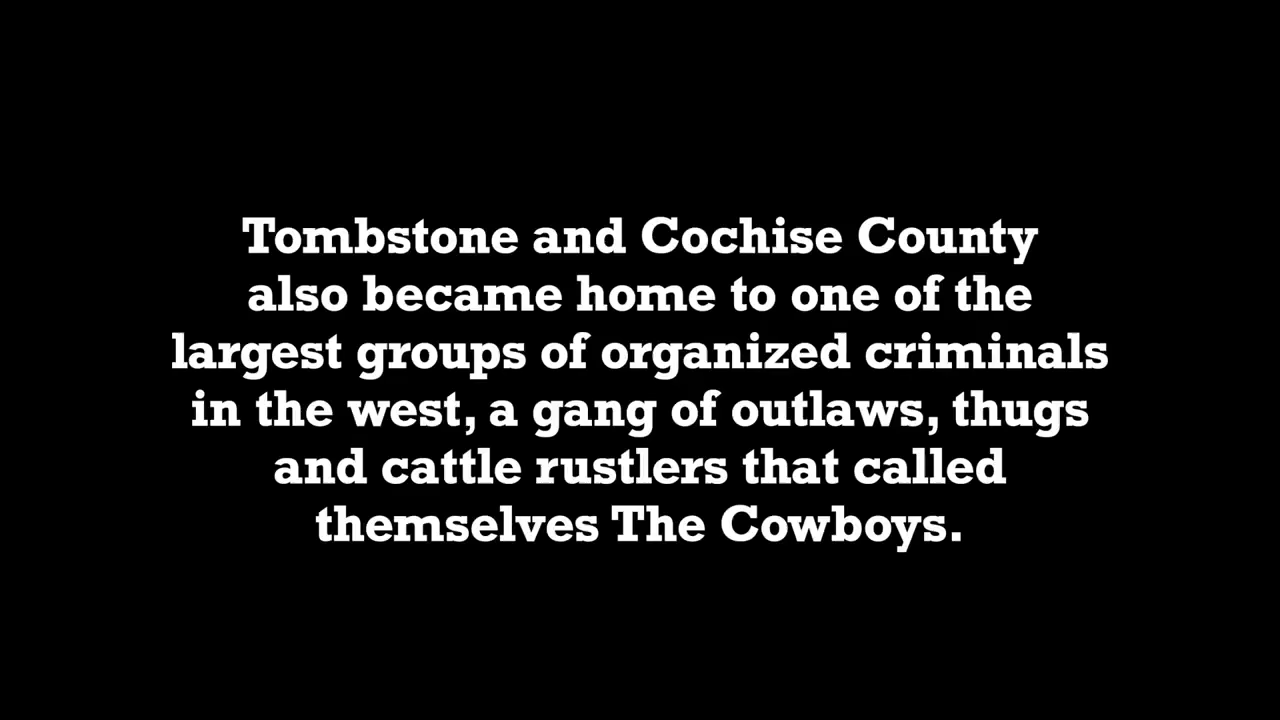 Tombstone and Cochise County
also became home to one of the
largest groups of organized criminals
in the west, a gang of outlaws, thugs
and cattle rustlers that called
themselves The Cowboys.